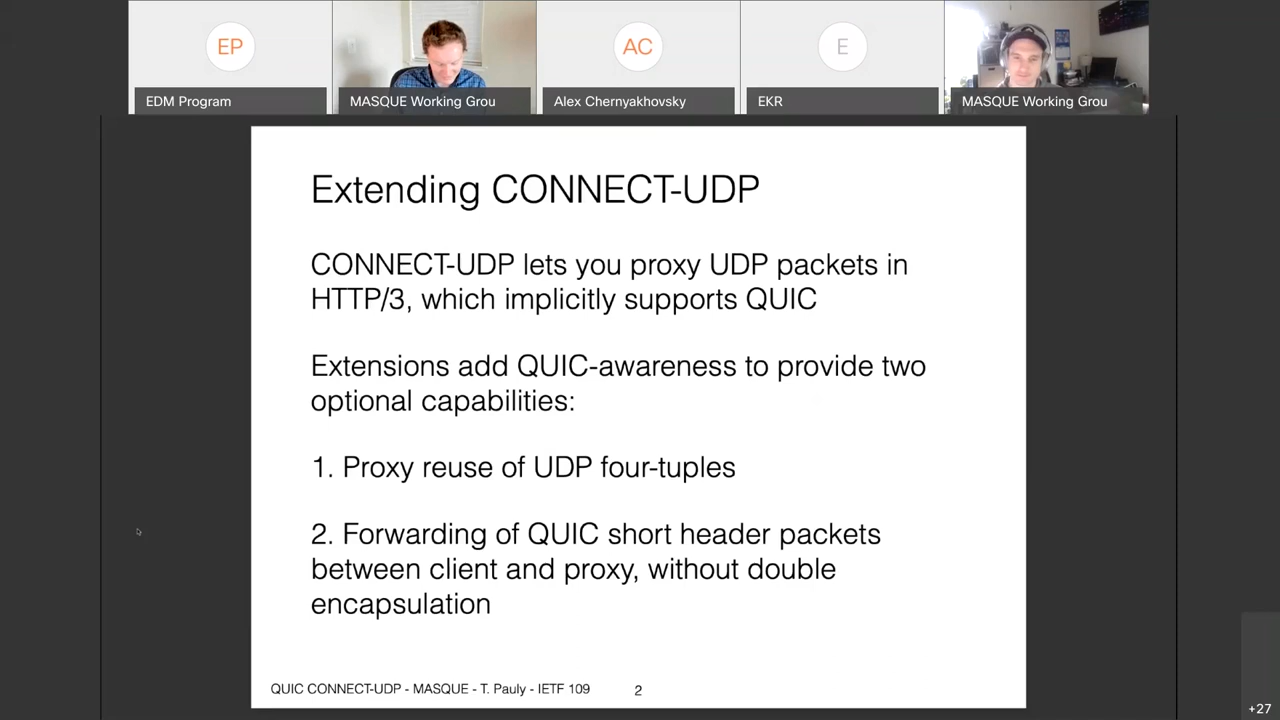 EP
AC
E
EDM Program
MASQUE Working Grou
Alex Chernyakhovsky
EKR
MASQUE Working Grou
Extending CONNECT-UDP
CONNECT-UDP lets you proxy UDP packets in
HTTP/3, which implicitly supports QUIC
Extensions add QUIC-awareness to provide two
optional capabilities:
1. Proxy reuse of UDP four-tuples
2. Forwarding of QUIC short header packets
between client and proxy, without double
encapsulation
QUIC CONNECT-UDP - MASQUE - T. Pauly - IETF 109
2
+27